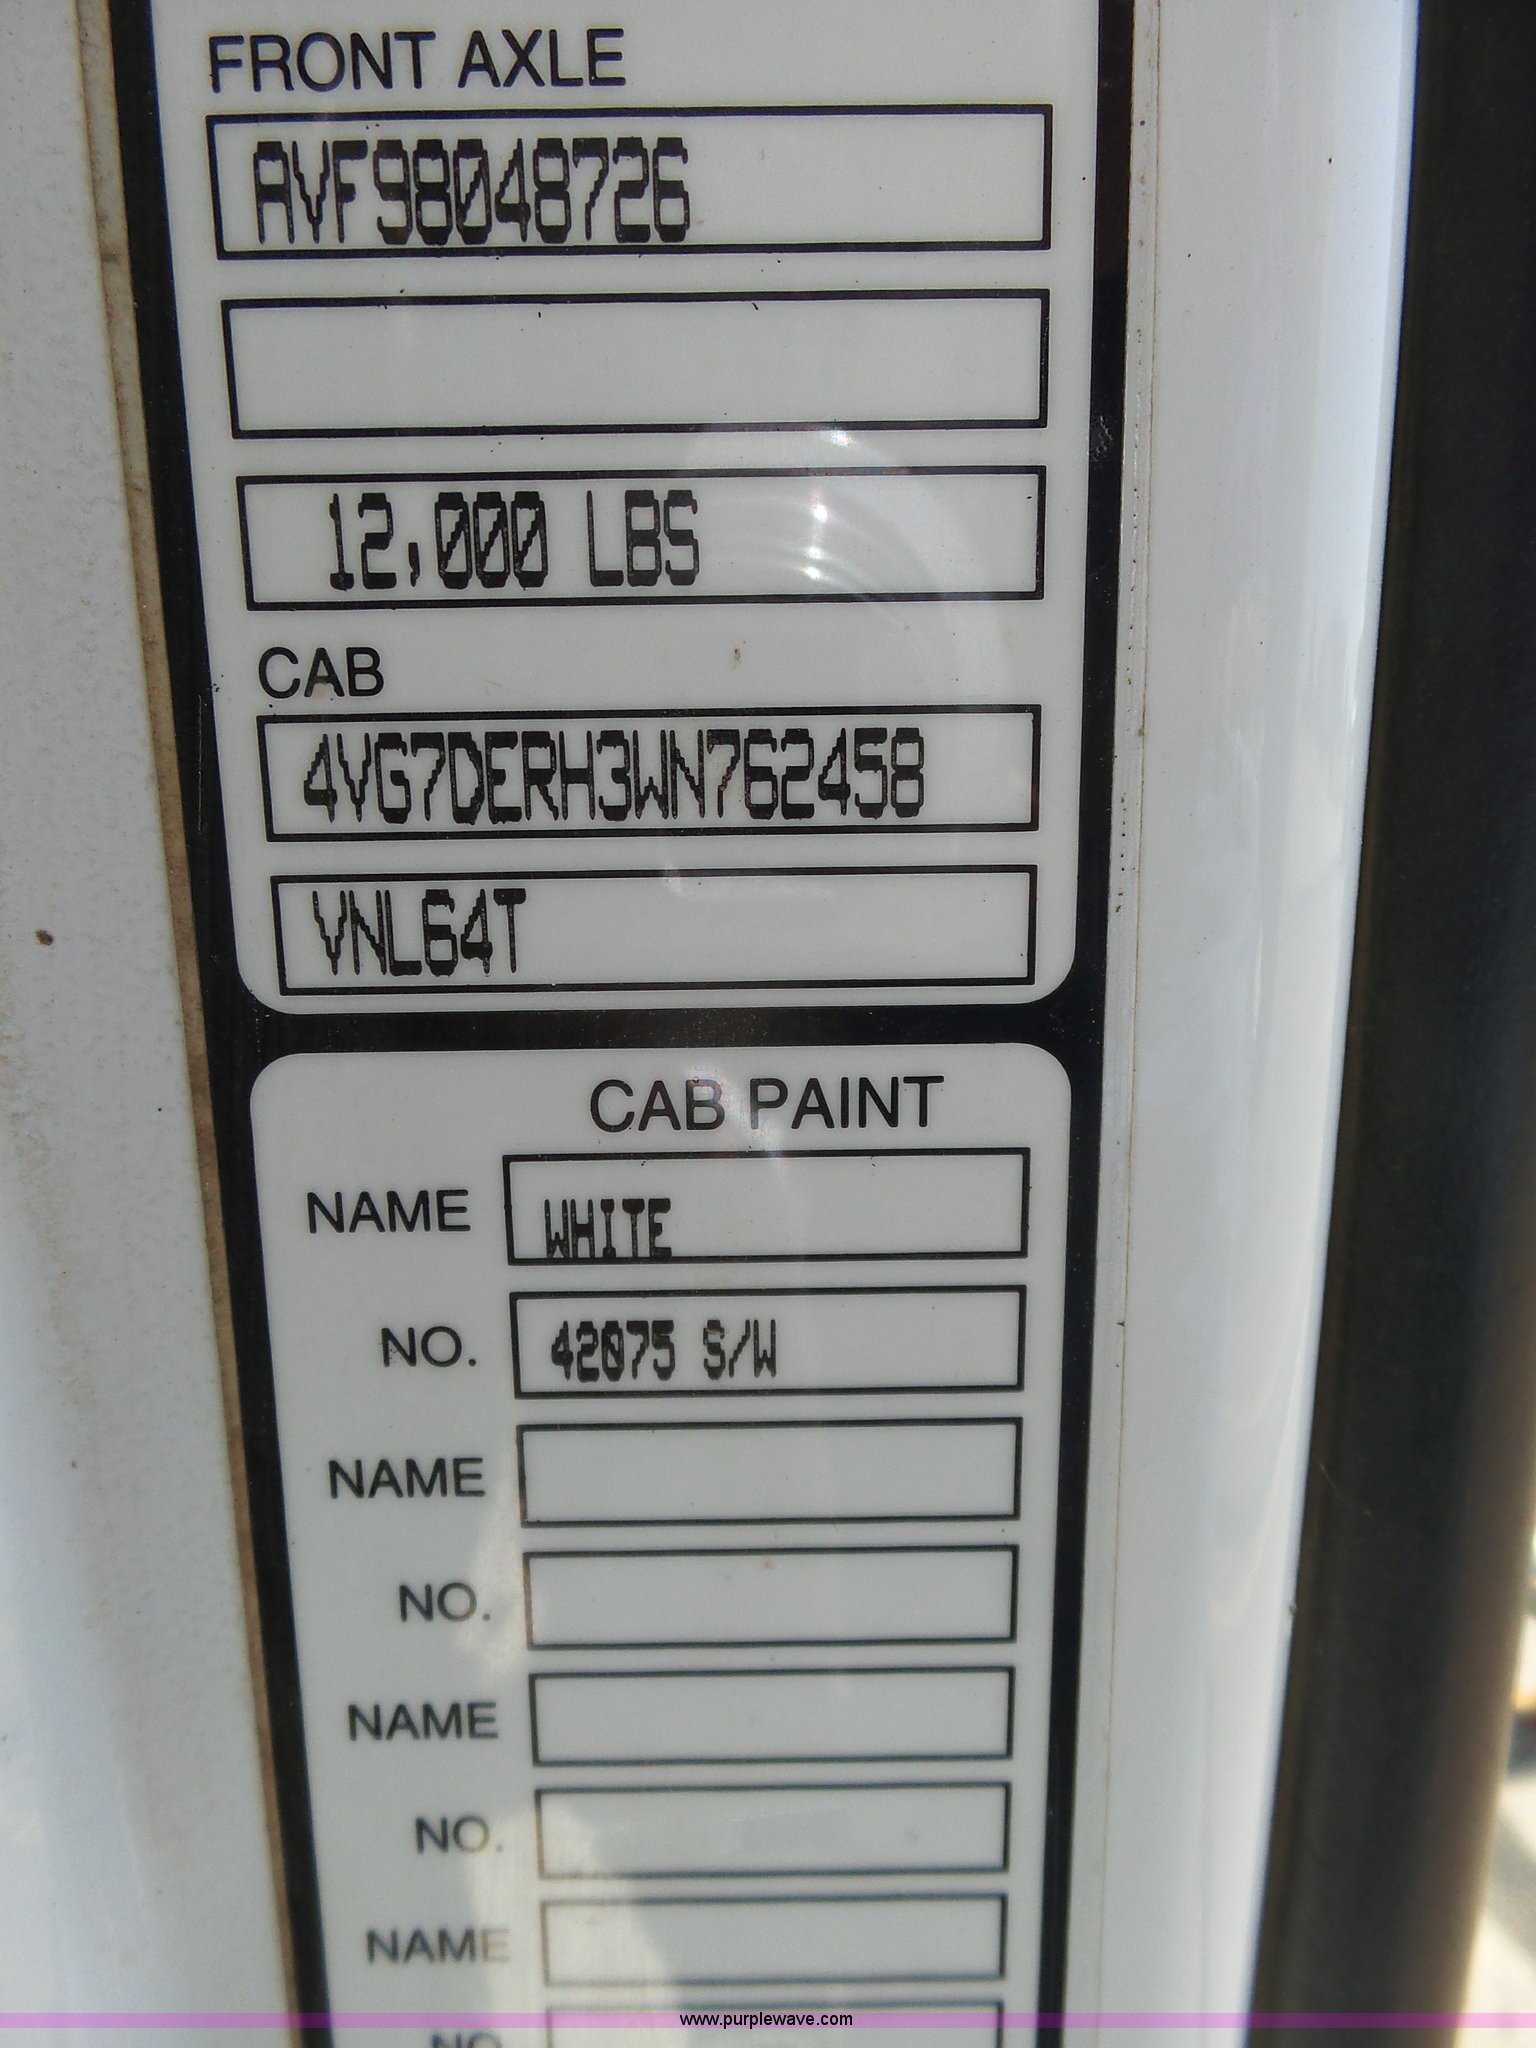 FRONT AXLE
AVF98048726
12,000 LBS
CAB
4VG7DERH3WN762458
VNL64T
CAB PAINT
NAME WHITE
NO. 42075 S/W
NAME
NO.
NAME
NO.
NAME
NO.
www.purplewave.com